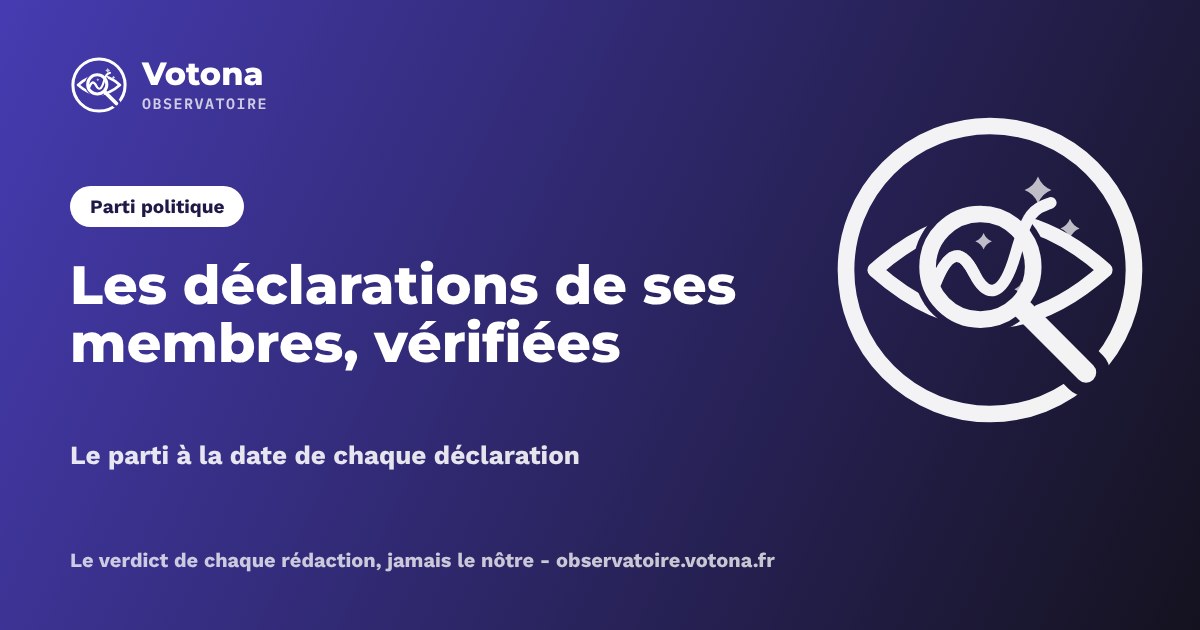 Votona
OBSERVATOIRE
Parti politique
Les déclarations de ses
membres, vérifiées
Le parti à la date de chaque déclaration
Le verdict de chaque rédaction, jamais le nôtre - observatoire.votona.fr